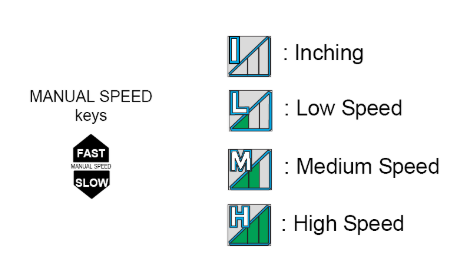 MANUAL SPEED
keys
FAST
MANUAL SPEED
SLOW
I : Inching
L : Low Speed
M : Medium Speed
H : High Speed